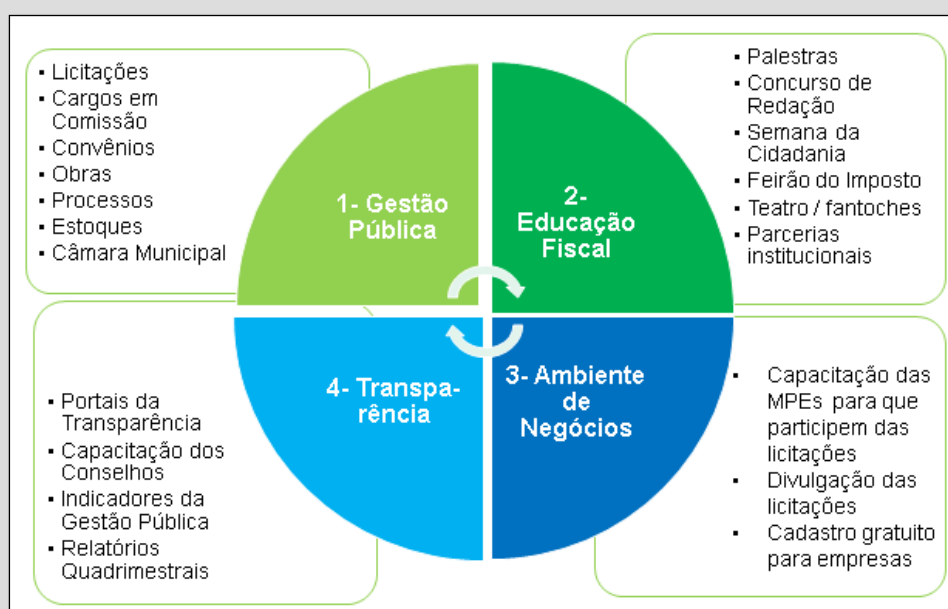 ▪ Licitações
▪ Cargos em
Comissão
▪ Convênios
▪ Obras
▪ Processos
▪ Estoques
▪ Câmara Municipal
1- Gestão
Pública
2-
Educação
Fiscal
▪ Palestras
▪ Concurso de
Redação
▪ Semana da
Cidadania
▪ Feirão do Imposto
▪ Teatro / fantoches
▪ Parcerias
institucionais
▪ Portais da
Transparência
▪ Capacitação dos
Conselhos
▪ Indicadores da
Gestão Pública
▪ Relatórios
Quadrimestrais
4- Transpa-
rência
3- Ambiente
de
Negócios
▪ Capacitação das
MPEs para que
participem das
licitações
▪ Divulgação das
licitações
▪ Cadastro gratuito
para empresas